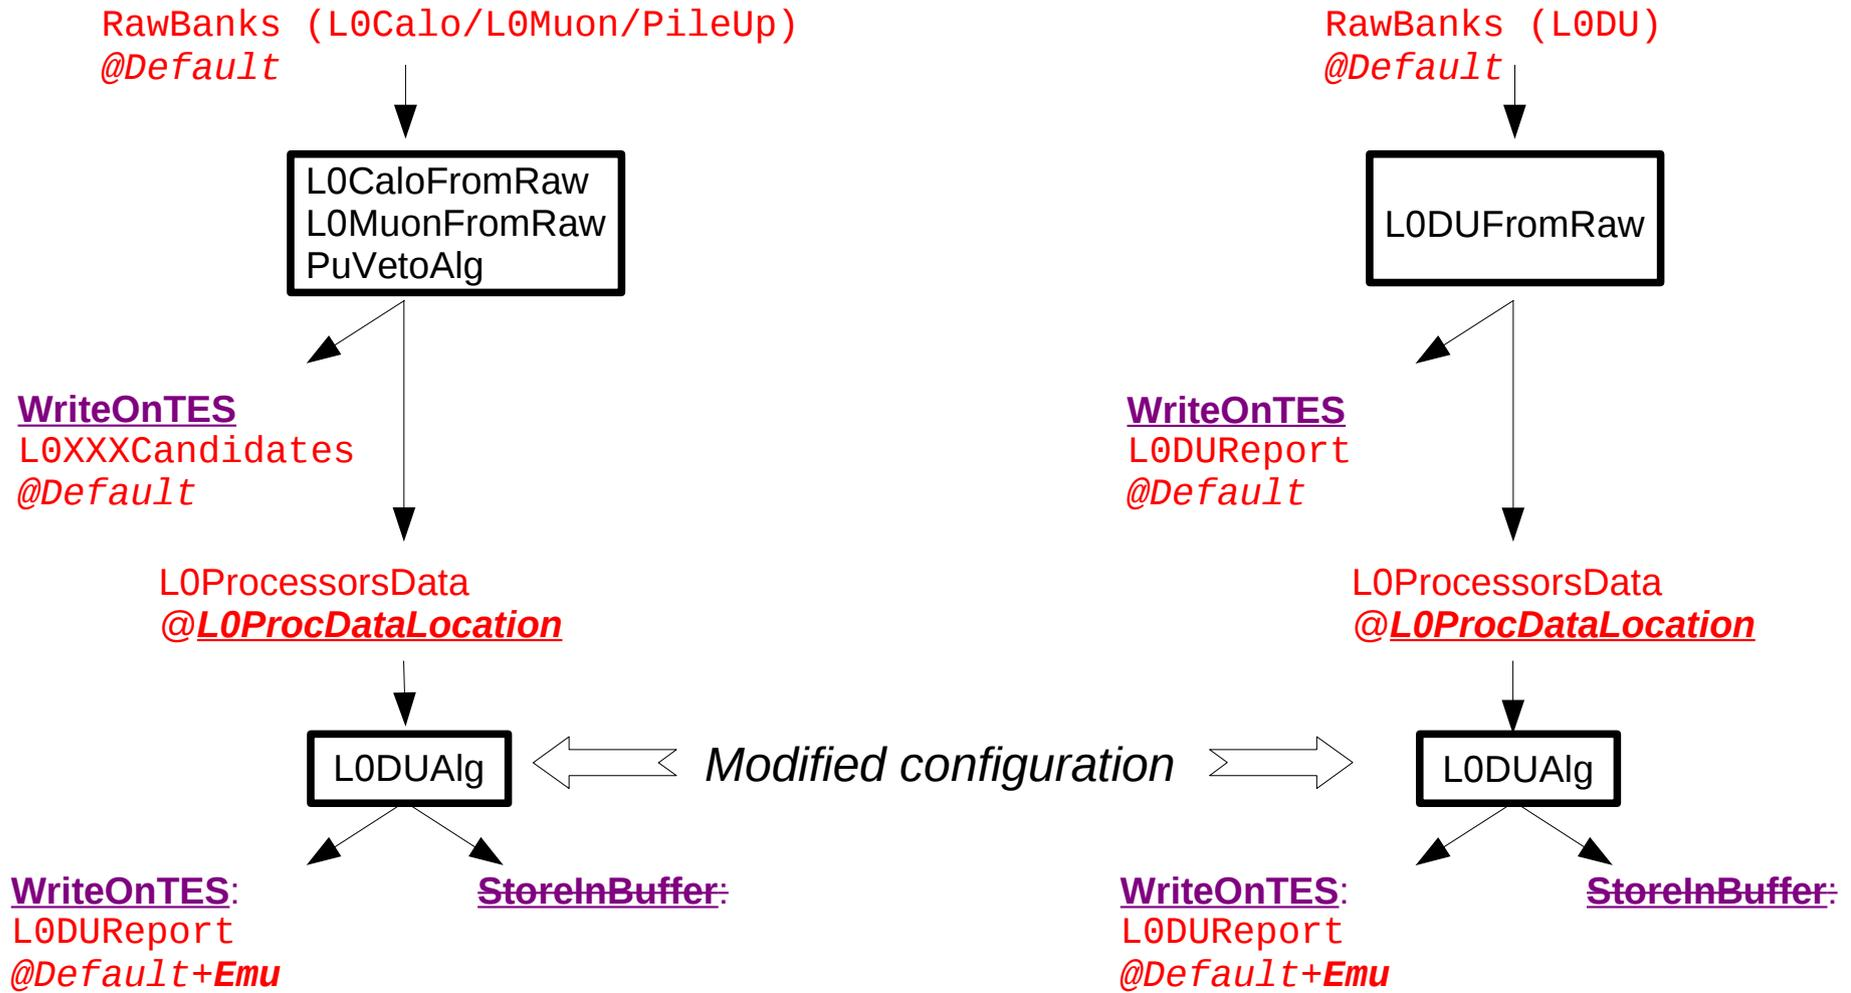 RawBanks (L0Calo/L0Muon/PileUp)
@Default
L0CaloFromRaw
L0MuonFromRaw
PuVetoAlg
WriteOnTES
L0XXXCandidates
@Default
L0ProcessorsData
@L0ProcDataLocation
L0DUAlg
WriteOnTES:
L0DUReport
@Default+Emu
StoreInBuffer:
Modified configuration
RawBanks (L0DU)
@Default
L0DUFromRaw
WriteOnTES
L0DUReport
@Default
L0ProcessorsData
@L0ProcDataLocation
L0DUAlg
WriteOnTES:
L0DUReport
@Default+Emu
StoreInBuffer: